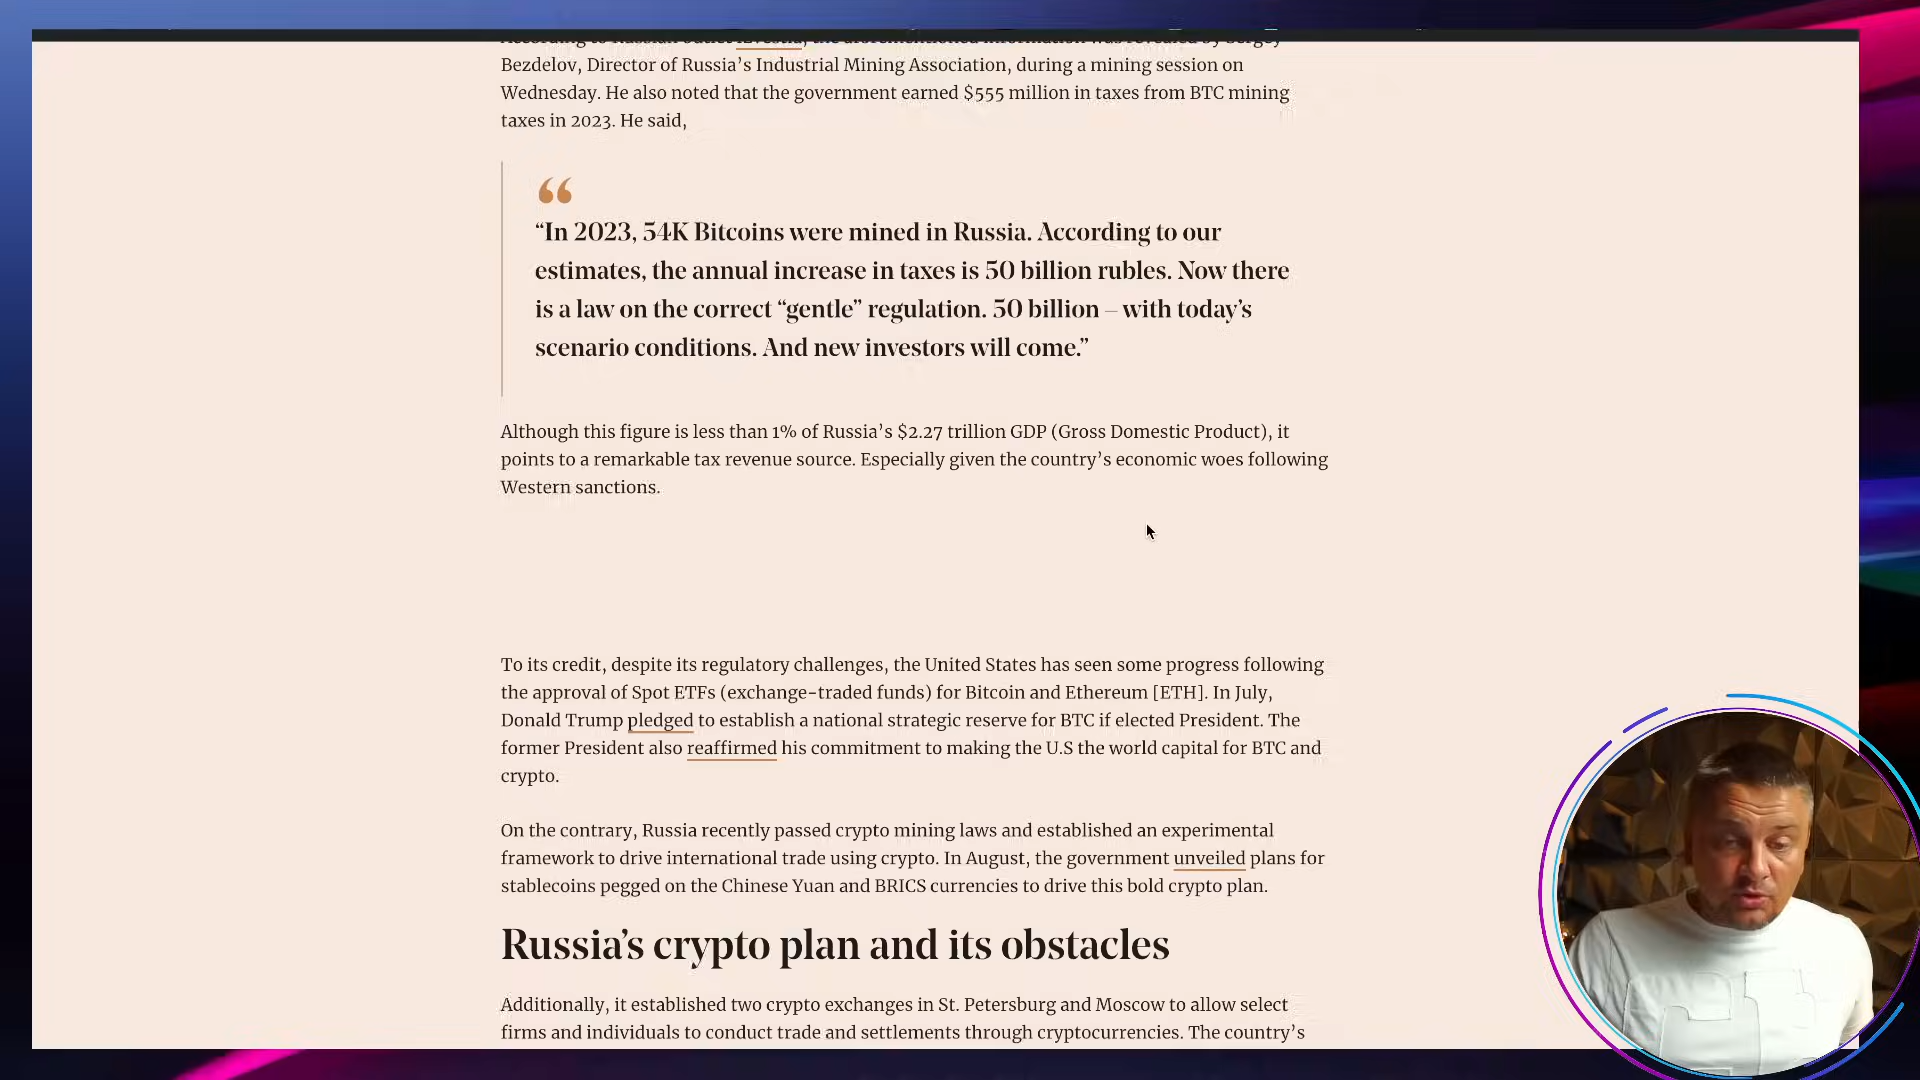 Bezdelov, Director of Russia’s Industrial Mining Association, during a mining session on
Wednesday. He also noted that the government earned $555 million in taxes from BTC mining
taxes in 2023. He said,
“
“In 2023, 54K Bitcoins were mined in Russia. According to our
estimates, the annual increase in taxes is 50 billion rubles. Now there
is a law on the correct “gentle” regulation. 50 billion – with today’s
scenario conditions. And new investors will come.”
Although this figure is less than 1% of Russia’s $2.27 trillion GDP (Gross Domestic Product), it
points to a remarkable tax revenue source. Especially given the country’s economic woes following
Western sanctions.
To its credit, despite its regulatory challenges, the United States has seen some progress following
the approval of Spot ETFs (exchange-traded funds) for Bitcoin and Ethereum [ETH]. In July,
Donald Trump pledged to establish a national strategic reserve for BTC if elected President. The
former President also reaffirmed his commitment to making the U.S the world capital for BTC and
crypto.
On the contrary, Russia recently passed crypto mining laws and established an experimental
framework to drive international trade using crypto. In August, the government unveiled plans for
stablecoins pegged on the Chinese Yuan and BRICS currencies to drive this bold crypto plan.
Russia’s crypto plan and its obstacles
Additionally, it established two crypto exchanges in St. Petersburg and Moscow to allow select
firms and individuals to conduct trade and settlements through cryptocurrencies. The country’s